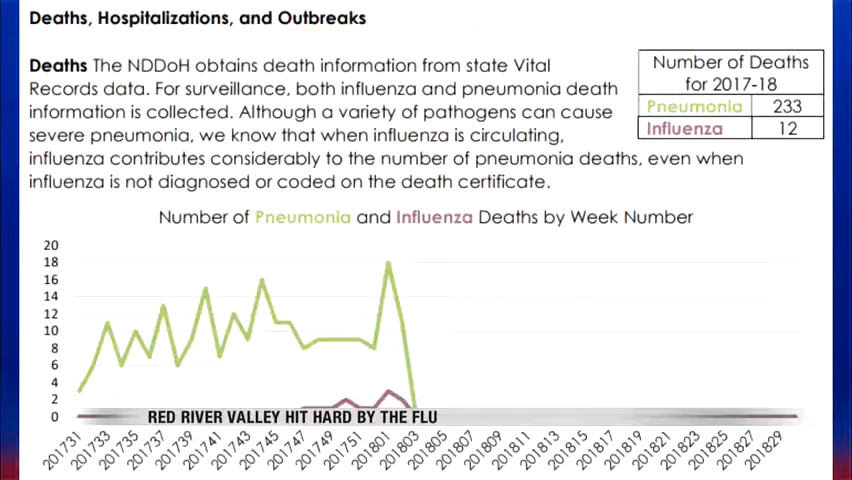 Deaths, Hospitalizations, and Outbreaks
Deaths The NDDoH obtains death information from state Vital
Records data. For surveillance, both influenza and pneumonia death
information is collected. Although a variety of pathogens can cause
severe pneumonia, we know that when influenza is circulating,
influenza contributes considerably to the number of pneumonia deaths, even when
influenza is not diagnosed or coded on the death certificate.
Number of Deaths
for 2017-18
Pneumonia 233
Influenza 12
Number of Pneumonia and Influenza Deaths by Week Number
20
18
16
14
12
10
8
6
4
2
0
RED RIVER VALLEY HIT HARD BY THE FLU
201731 201733 201735 201737 201739 201741 201743 201745 201747 201749 201751 201801 201803 201805 201807 201809 201811 201813 201815 201817 201819 201821 201823 201825 201827 201829